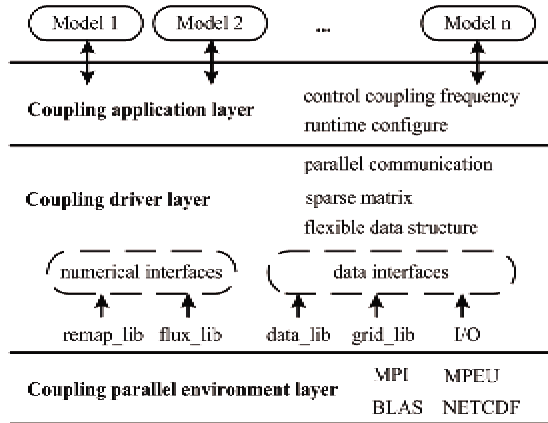 Model 1 Model 2 ... Model n
control coupling frequency
Coupling application layer
runtime configure
parallel communication
Coupling driver layer
sparse matrix
flexible data structure
numerical interfaces data interfaces
remap_lib flux_lib data_lib grid_lib I/O
MPI MPEU
Coupling parallel environment layer
BLAS NETCDF